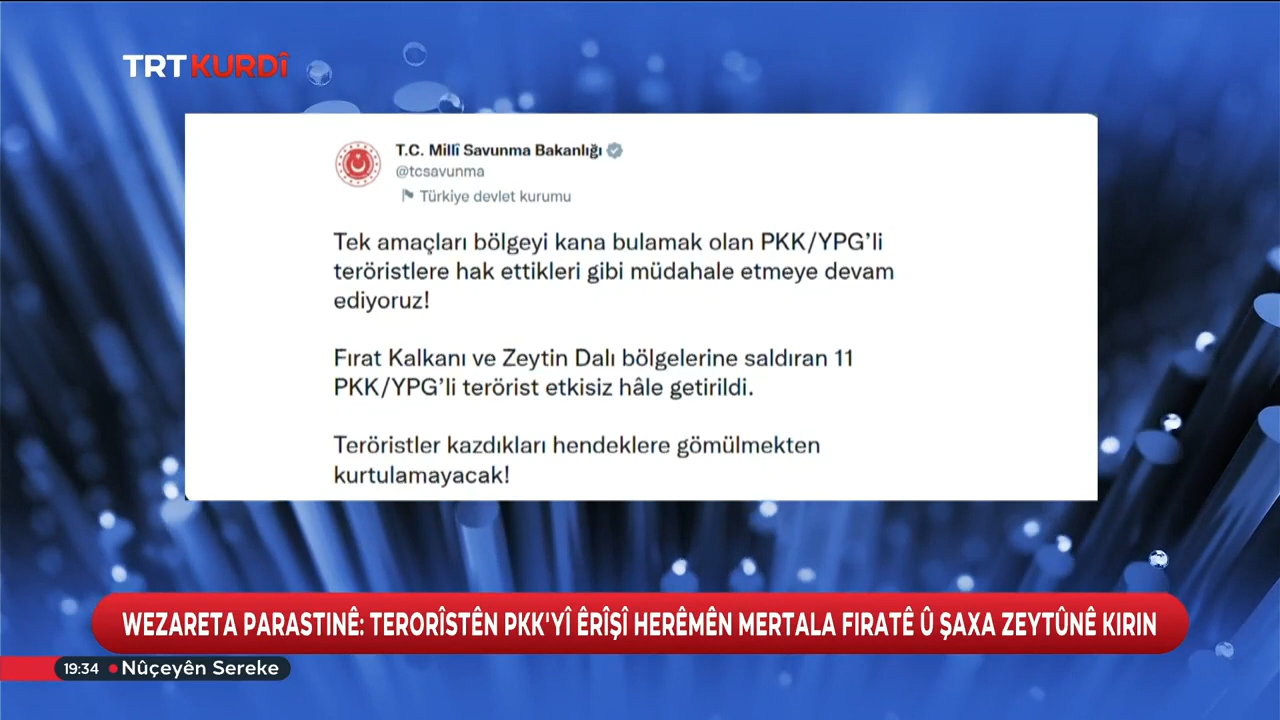 TRT KURDÎ
T.C. Millî Savunma Bakanlığı
@tcsavunma
Türkiye devlet kurumu
Tek amaçları bölgeyi kana bulamak olan PKK/YPG’li
teröristlere hak ettikleri gibi müdahale etmeye devam
ediyoruz!
Fırat Kalkanı ve Zeytin Dalı bölgelerine saldıran 11
PKK/YPG’li terörist etkisiz hâle getirildi.
Teröristler kazdıkları hendeklere gömülmekten
kurtulamayacak!
WEZARETA PARASTINÊ: TERORÎSTÊN PKK'YÎ ÊRÎŞÎ HERÊMÊN MERTALA FIRATÊ Û ŞAXA ZEYTÛNÊ KIRIN
19:34 Nûçeyên Sereke